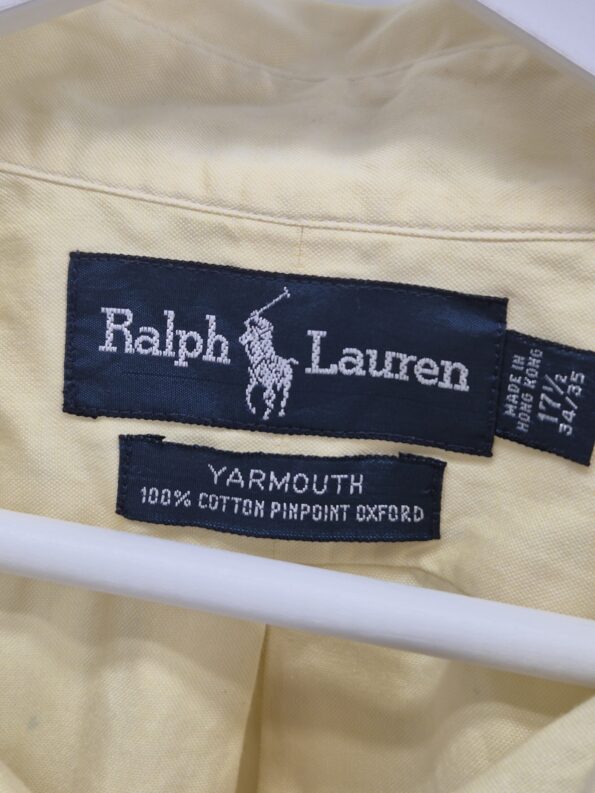 Ralph Lauren
MADE IN
HONG KONG
17½
34/35
YARMOUTH
100% COTTON PINPOINT OXFORD